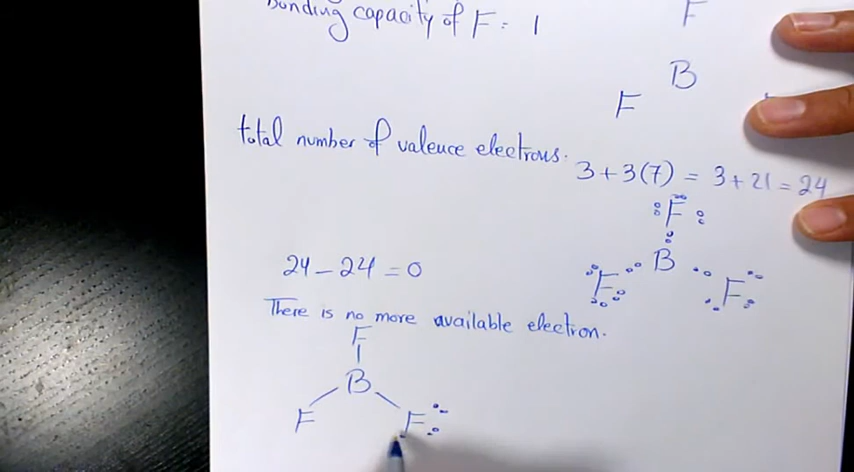 bonding capacity of F = 1
F
B
F
total number of valence electrons.
3 + 3(7) = 3 + 21 = 24
F
B
F F
24 - 24 = 0
There is no more available electron.
F
B
F F